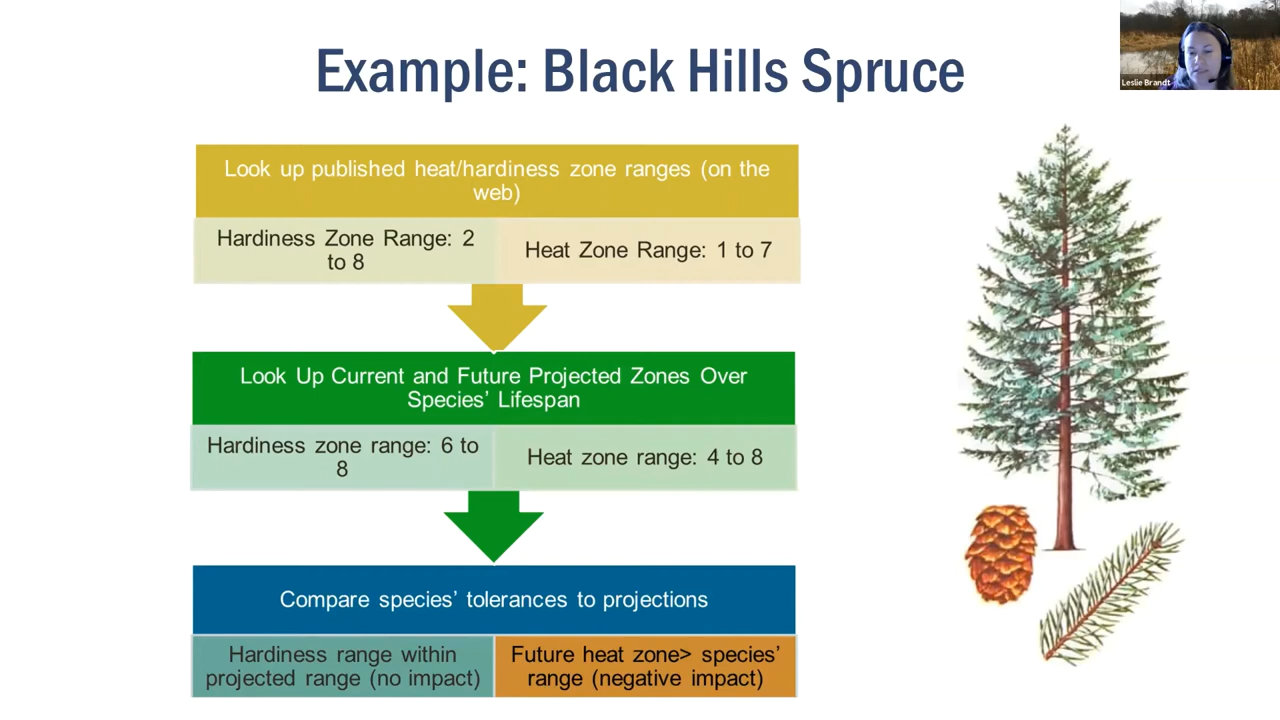 Example: Black Hills Spruce
Leslie Brandt
Look up published heat/hardiness zone ranges (on the
web)
Hardiness Zone Range: 2
to 8
Heat Zone Range: 1 to 7
Look Up Current and Future Projected Zones Over
Species’ Lifespan
Hardiness zone range: 6 to
8
Heat zone range: 4 to 8
Compare species’ tolerances to projections
Hardiness range within
projected range (no impact)
Future heat zone> species’
range (negative impact)